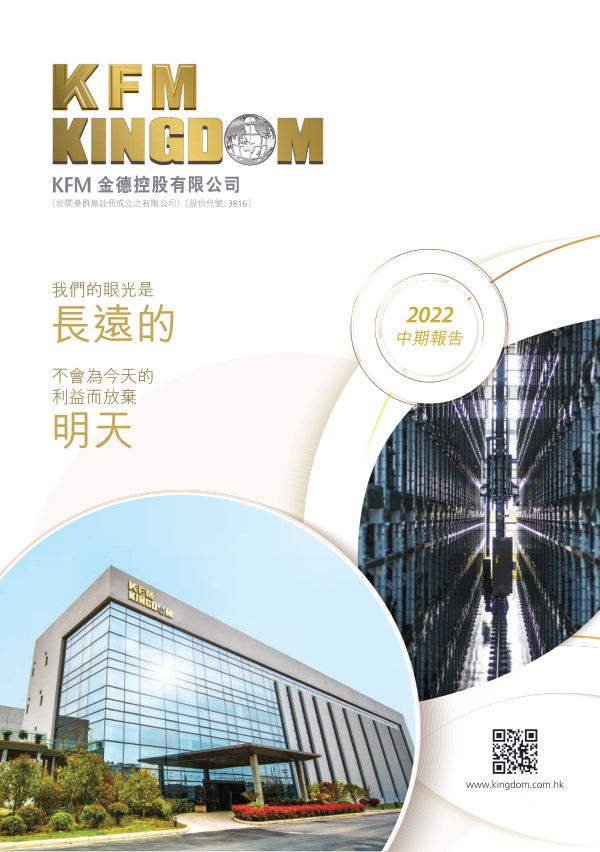 KFM
KINGDOM
KFM 金德控股有限公司
(於開曼群島註冊成立之有限公司) (股份代號: 3816)
我們的眼光是
長遠的
2022
中期報告
不會為今天的
利益而放棄
明天
KFM
KINGDOM
www.kingdom.com.hk